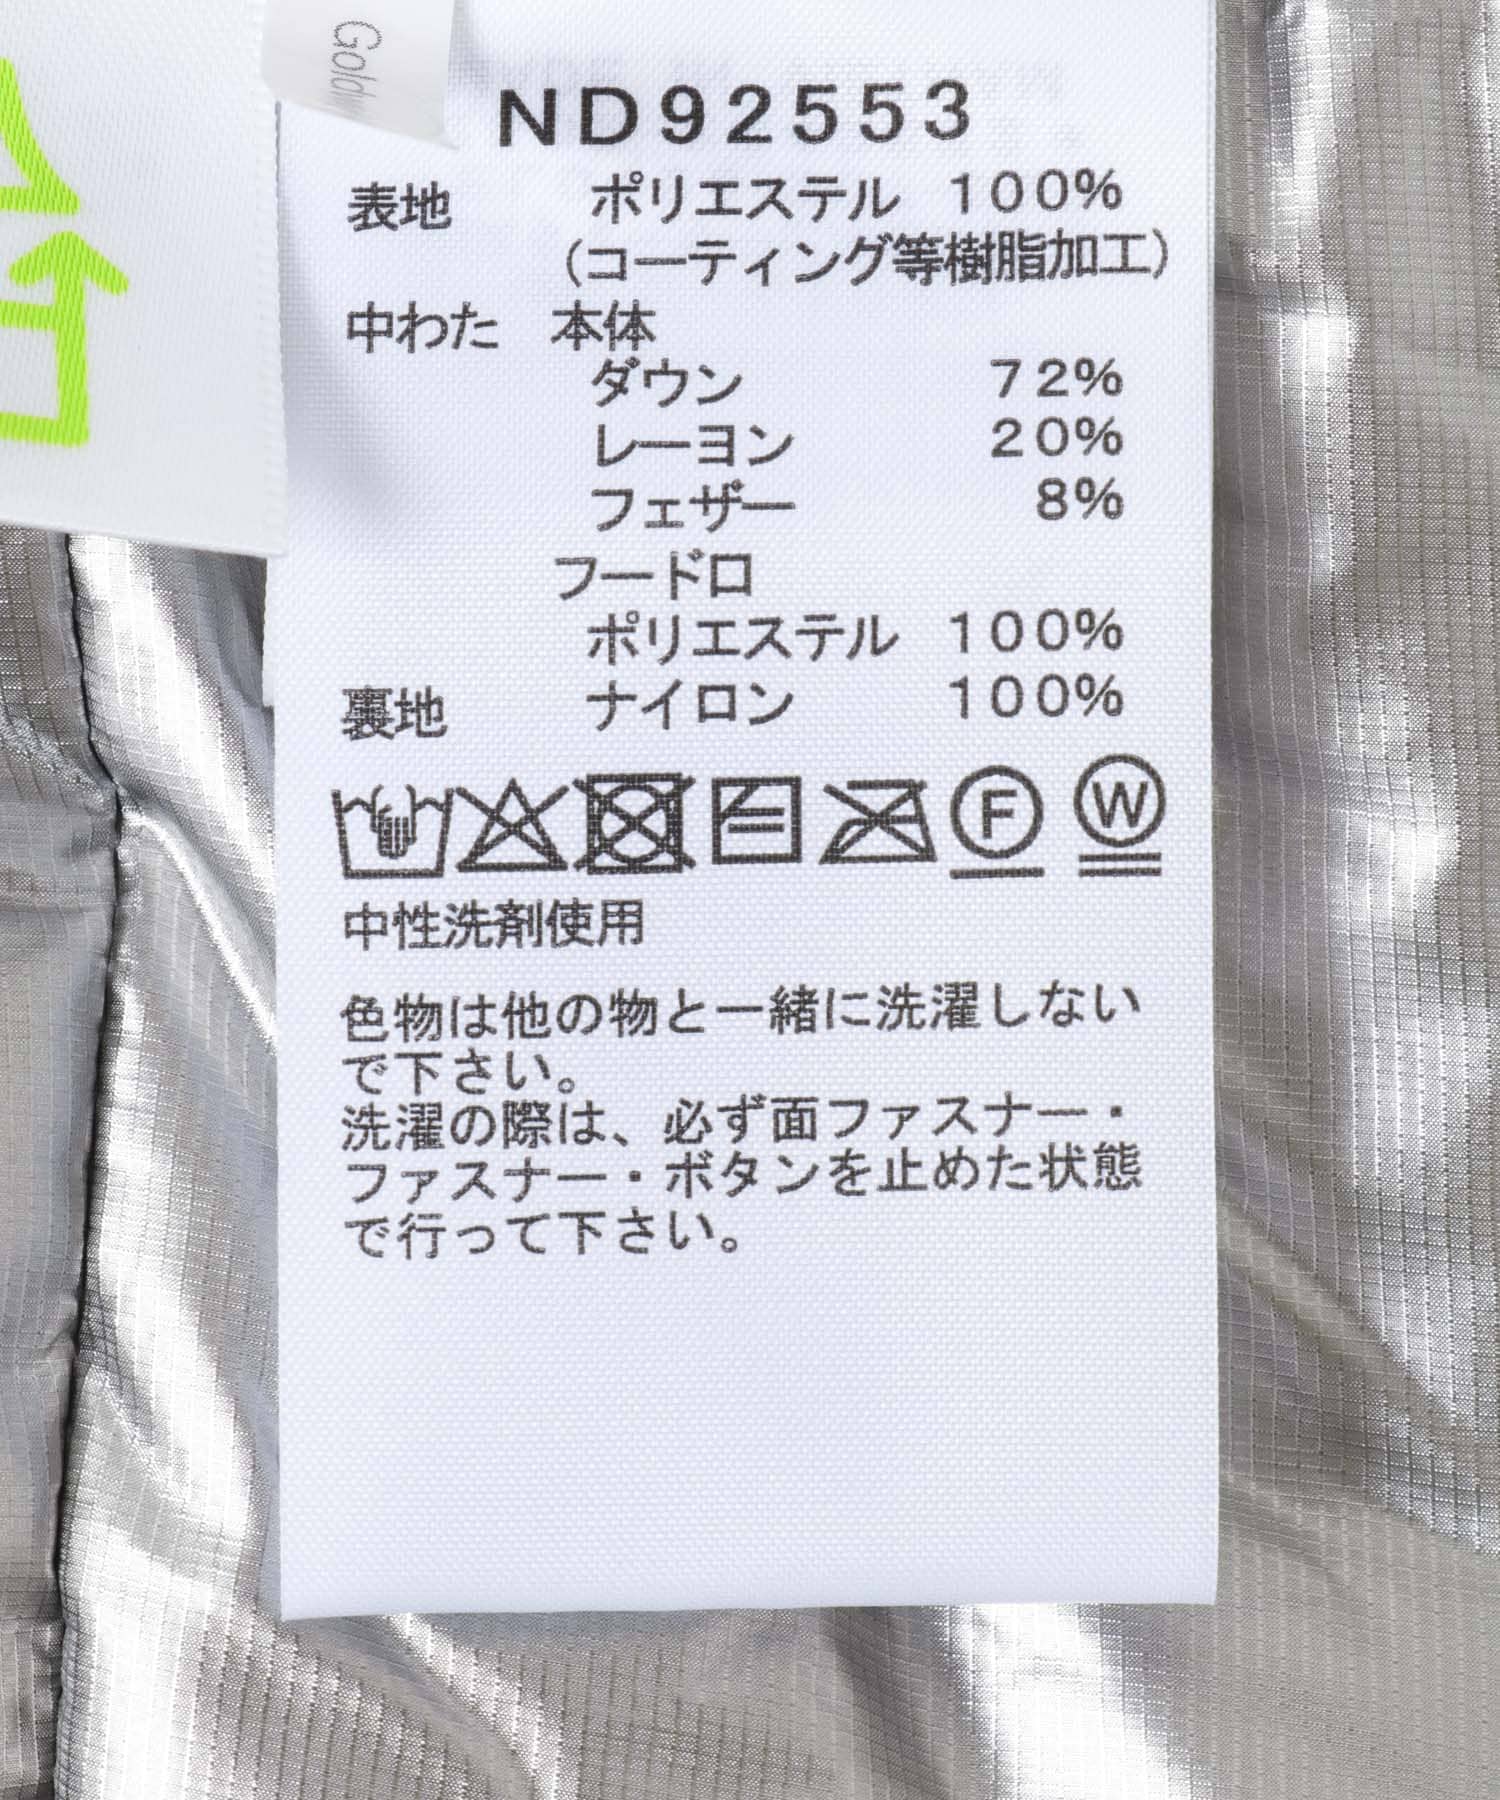 ND92553
表地 ポリエステル 100%
(コーティング等樹脂加工)
中わた 本体
ダウン 72%
レーヨン 20%
フェザー 8%
フード口
ポリエステル 100%
裏地 ナイロン 100%
F W
中性洗剤使用
色物は他の物と一緒に洗濯しない
で下さい。
洗濯の際は、必ず面ファスナー・
ファスナー・ボタンを止めた状態
で行って下さい。